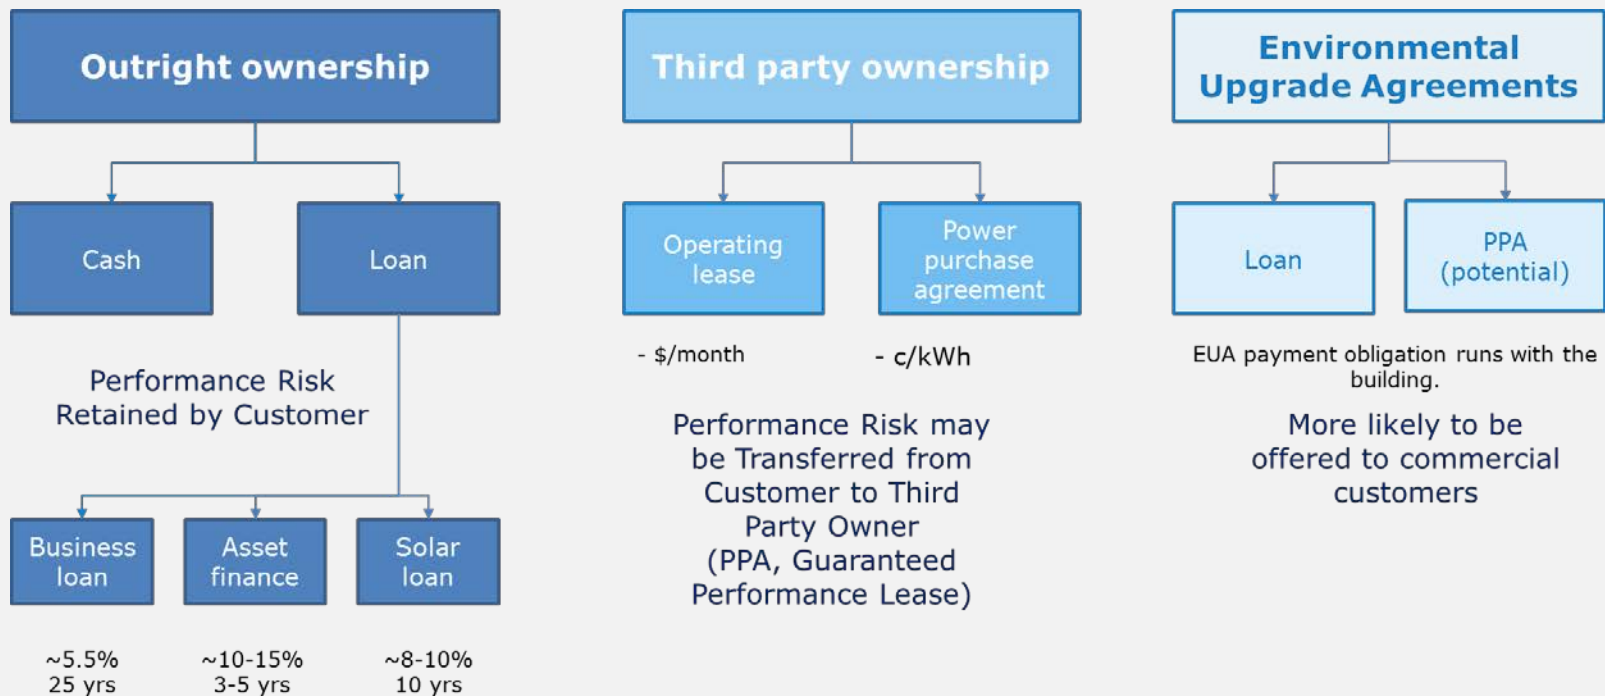 Outright ownership
Cash
Loan
Performance Risk
Retained by Customer
Business
loan
Asset
finance
Solar
loan
~5.5%
25 yrs
~10-15%
3-5 yrs
~8-10%
10 yrs
Third party ownership
Operating
lease
Power
purchase
agreement
- $/month
- c/kWh
Performance Risk may
be Transferred from
Customer to Third
Party Owner
(PPA, Guaranteed
Performance Lease)
Environmental
Upgrade Agreements
Loan
PPA
(potential)
EUA payment obligation runs with the
building.
More likely to be
offered to commercial
customers